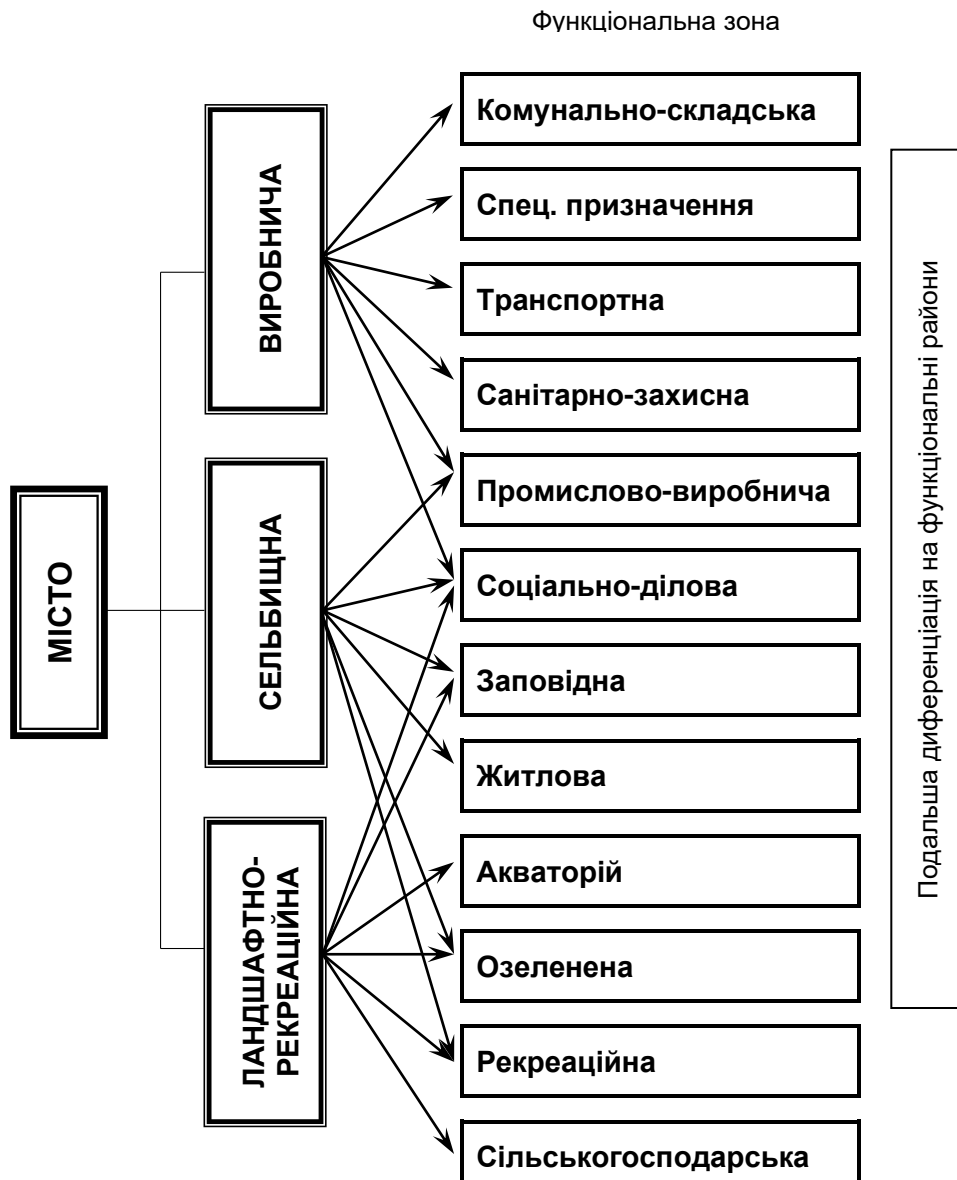 Функціональна зона
МІСТО
ВИРОБНИЧА
СЕЛЬБИЩНА
ЛАНДШАФТНО-
РЕКРЕАЦІЙНА
Комунально-складська
Спец. призначення
Транспортна
Санітарно-захисна
Промислово-виробнича
Соціально-ділова
Заповідна
Житлова
Акваторій
Озеленена
Рекреаційна
Сільськогосподарська
Подальша диференціація на функціональні райони